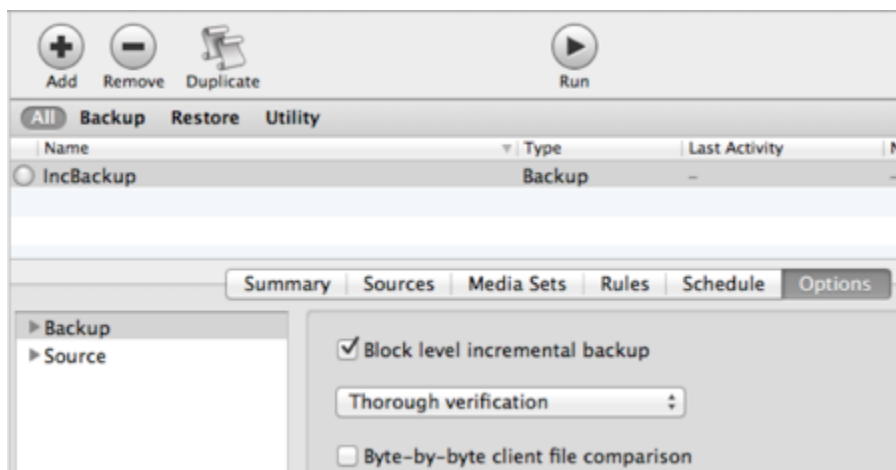 Add Remove Duplicate Run
All Backup Restore Utility
Name Type Last Activity
IncBackup Backup –
Summary Sources Media Sets Rules Schedule Options
Backup
Source
Block level incremental backup
Thorough verification
Byte-by-byte client file comparison